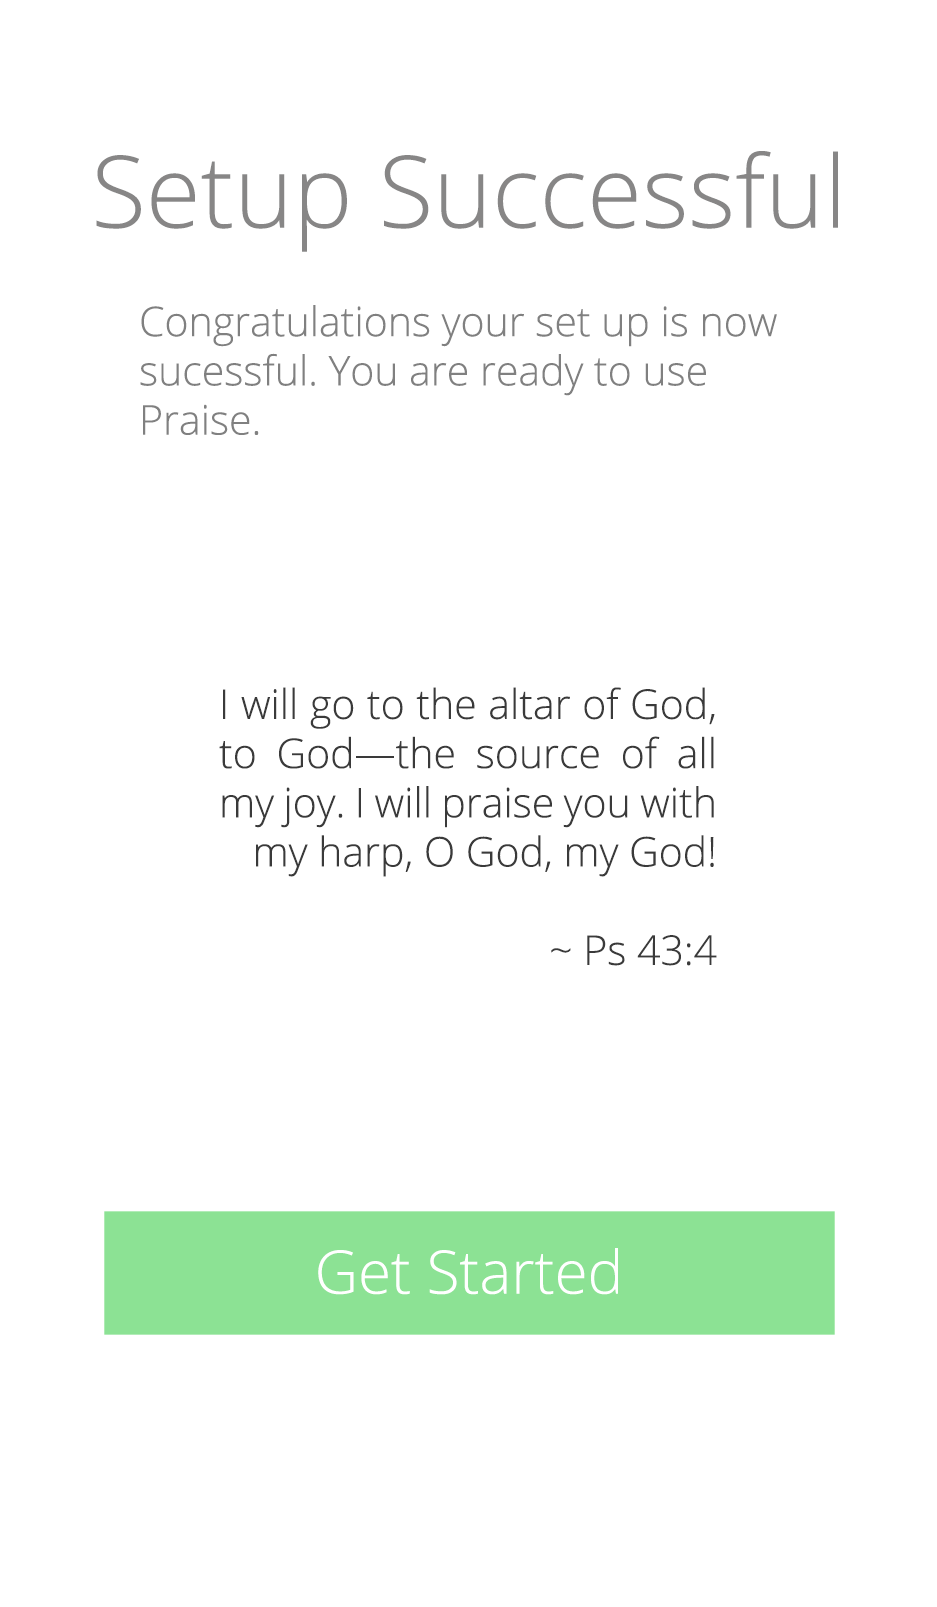 Setup Successful
Congratulations your set up is now
sucessful. You are ready to use
Praise.
I will go to the altar of God,
to God—the source of all
my joy. I will praise you with
my harp, O God, my God!
~ Ps 43:4
Get Started